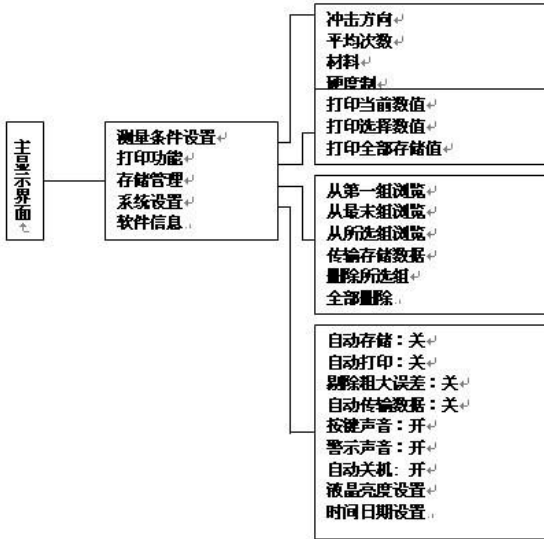 主显示界面
测量条件设置
打印功能
存储管理
系统设置
软件信息
冲击方向
平均次数
材料
硬度制
打印当前数值
打印选择数值
打印全部存储值
从第一组浏览
从最末组浏览
从所选组浏览
传输存储数据
删除所选组
全部删除
自动存储：关
自动打印：关
剔除粗大误差：关
自动传输数据：关
按键声音：开
警示声音：开
自动关机：开
液晶亮度设置
时间日期设置